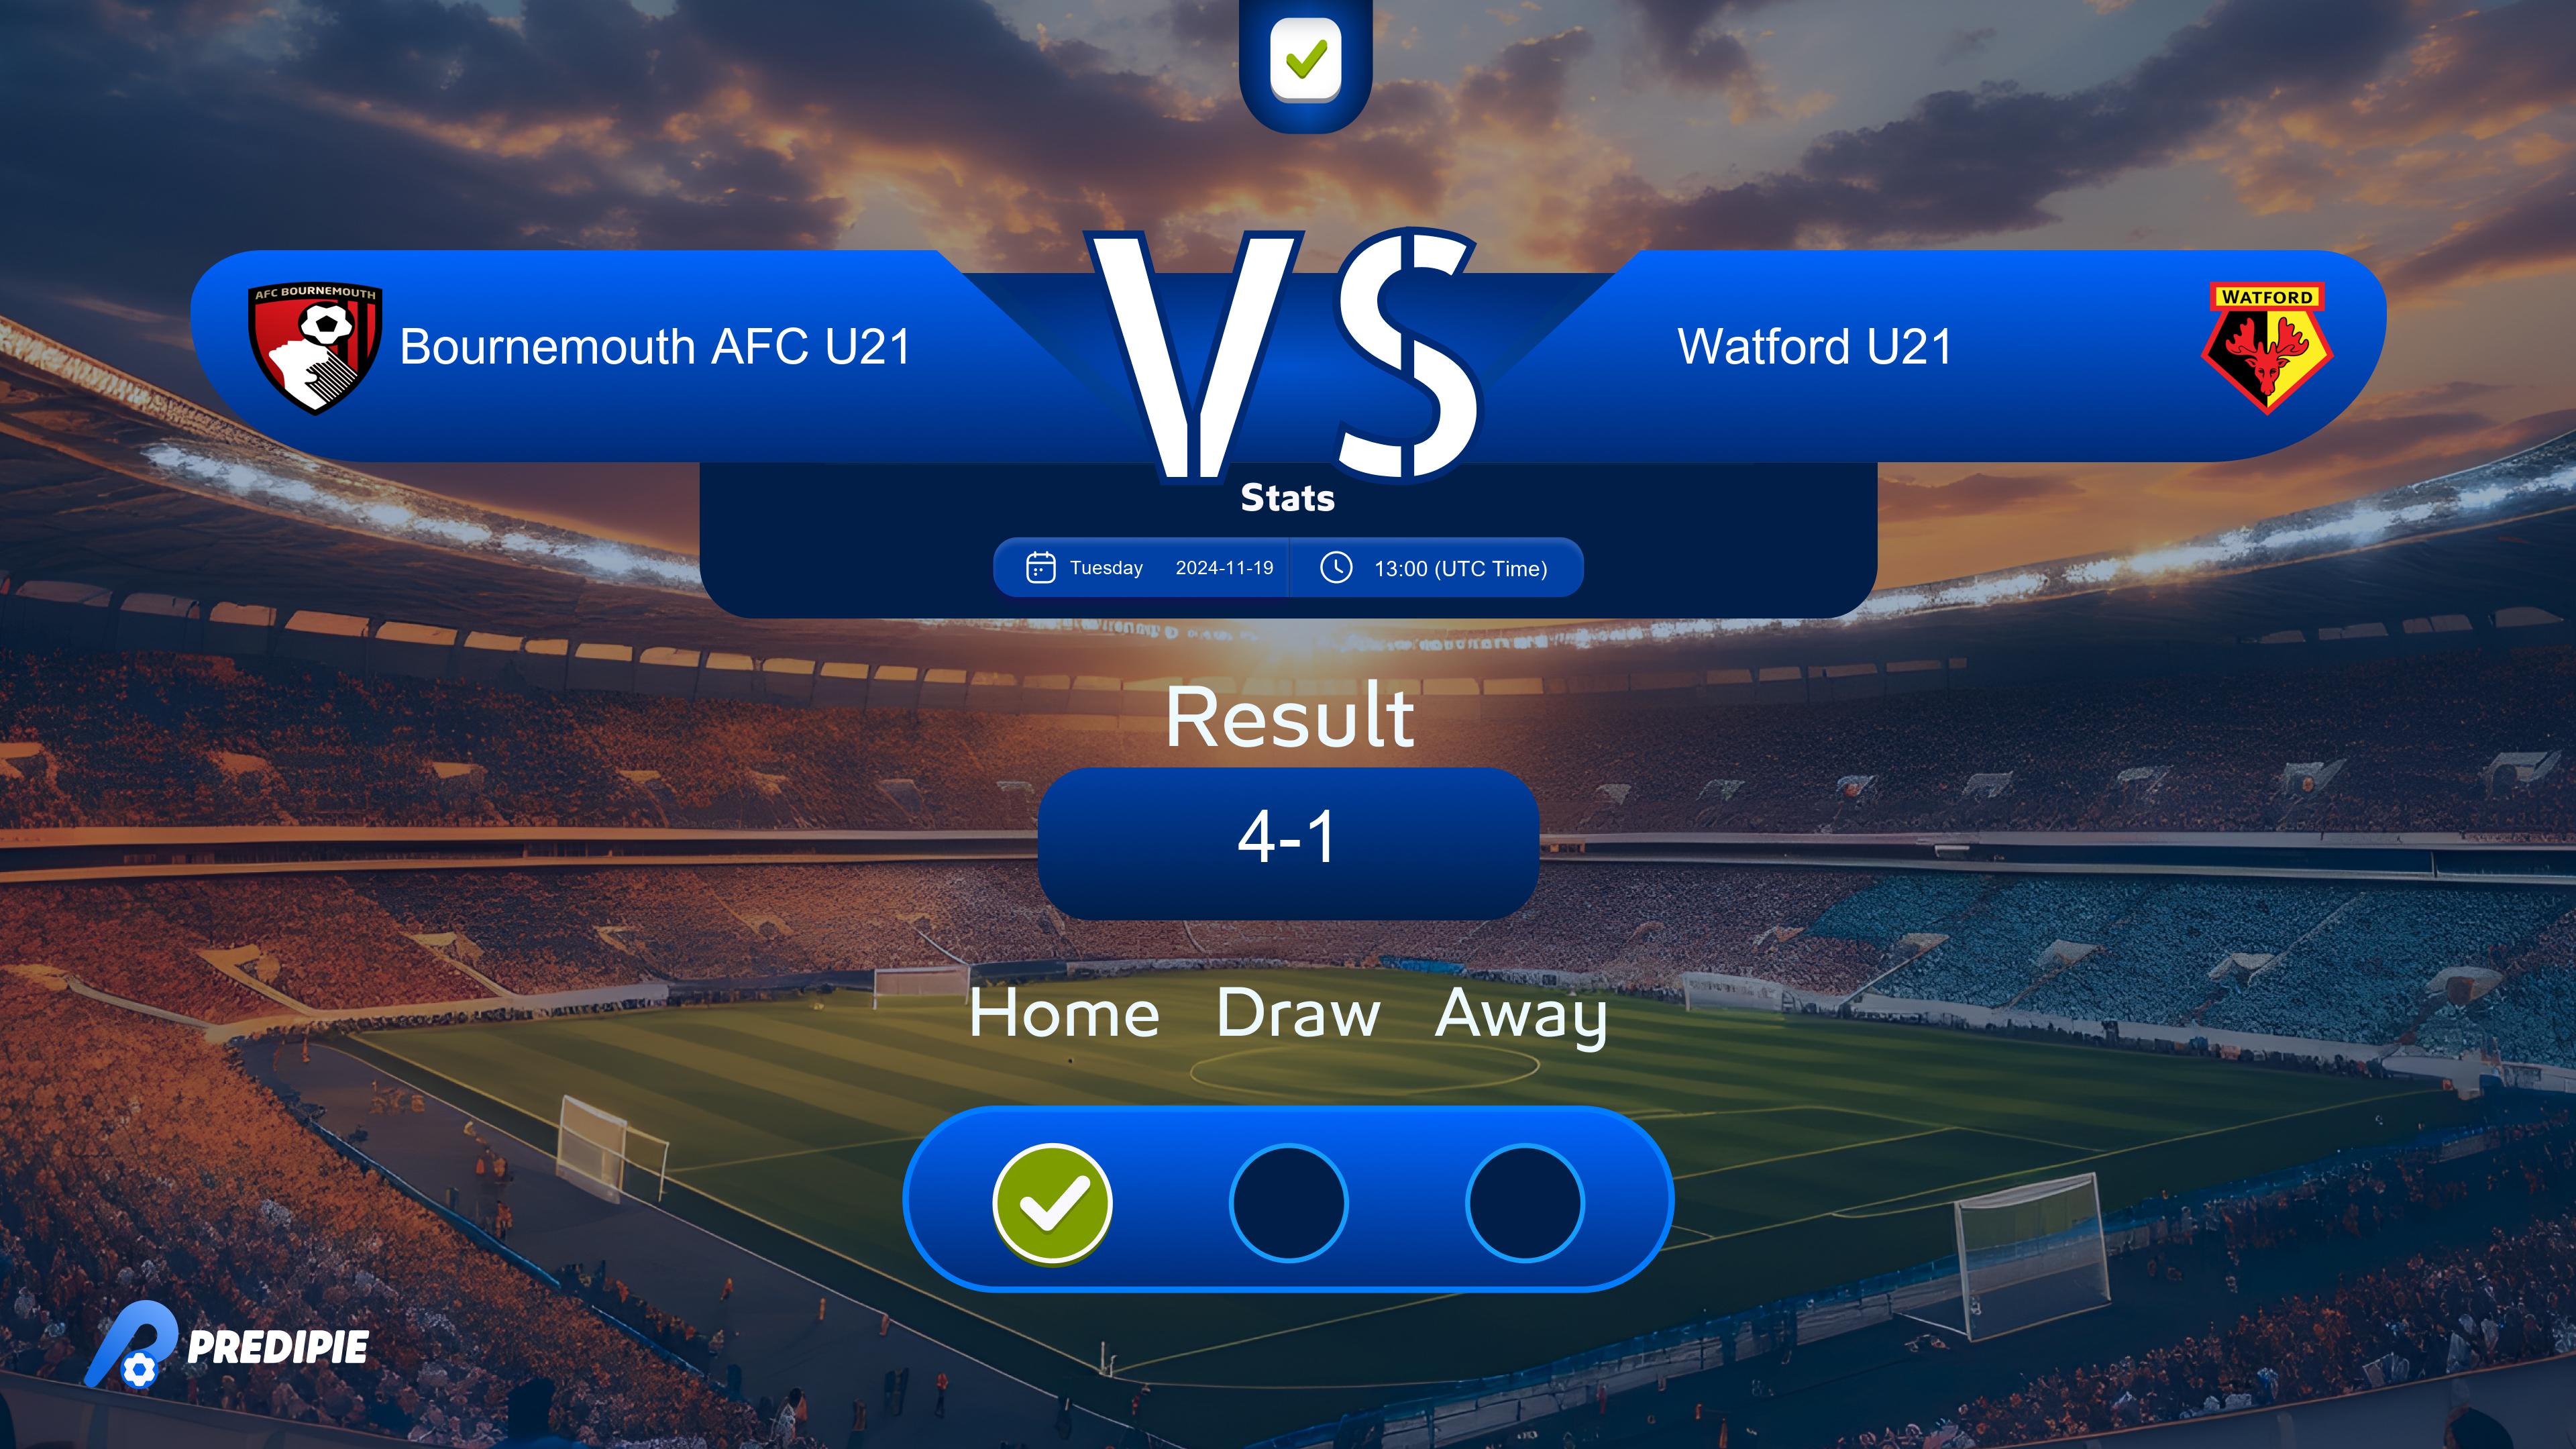 VS
AFC BOURNEMOUTH
Bournemouth AFC U21
Watford U21
WATFORD
Stats
Tuesday 2024-11-19 13:00 (UTC Time)
Result
4-1
Home Draw Away
PREDIPIE